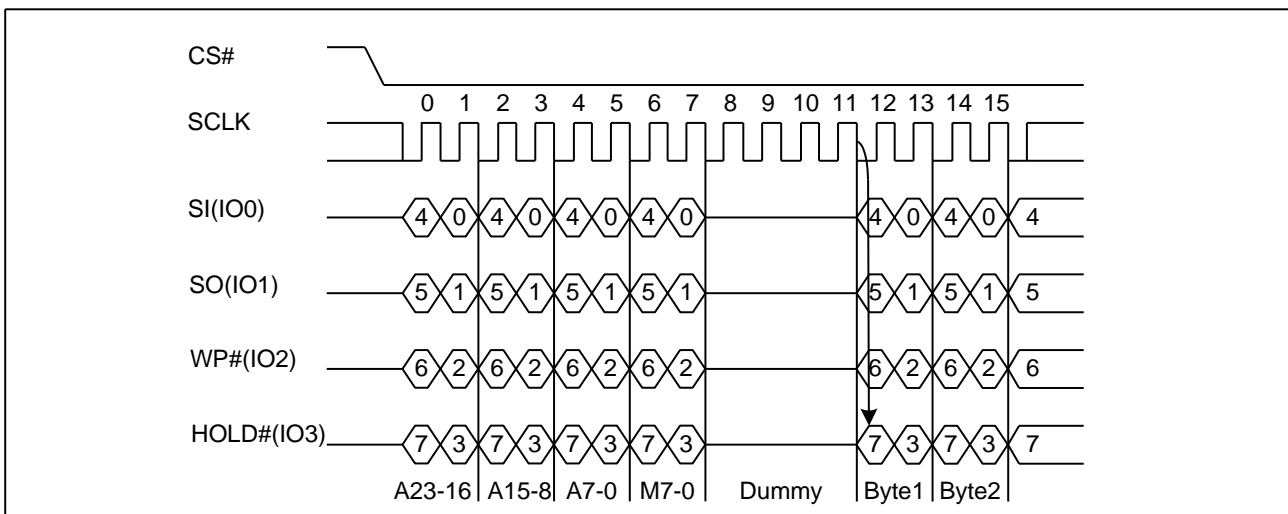 CS#
0 1 2 3 4 5 6 7 8 9 10 11 12 13 14 15
SCLK
SI(IO0) 4 0 4 0 4 0 4 0 4 0 4 0 4
SO(IO1) 5 1 5 1 5 1 5 1 5 1 5 1 5
WP#(IO2) 6 2 6 2 6 2 6 2 6 2 6 2 6
HOLD#(IO3) 7 3 7 3 7 3 7 3 7 3 7 3 7
A23-16 A15-8 A7-0 M7-0 Dummy Byte1 Byte2